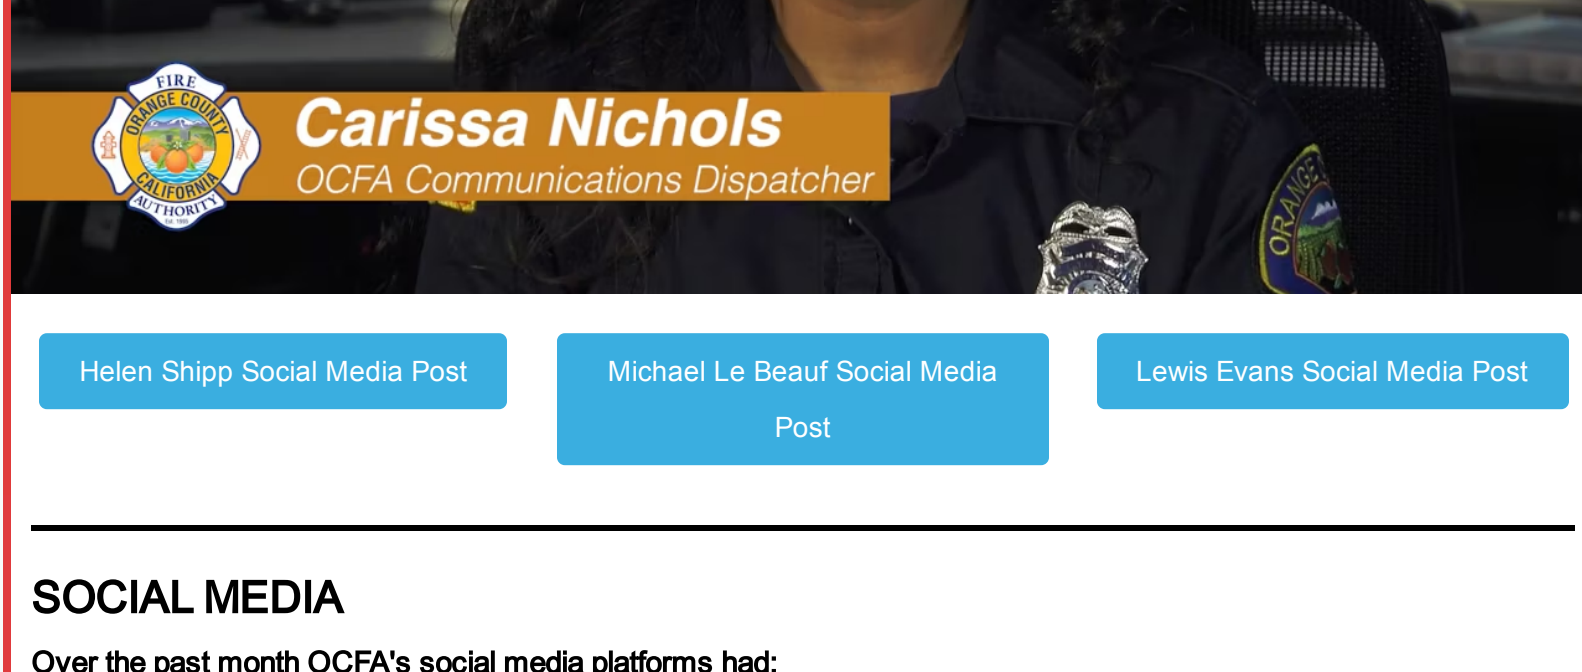 FIRE
ORANGE COUNTY
CALIFORNIA
AUTHORITY
Carissa Nichols
OCFA Communications Dispatcher
Helen Shipp Social Media Post
Michael Le Beauf Social Media
Post
Lewis Evans Social Media Post
SOCIAL MEDIA
Over the past month OCFA's social media platforms had: